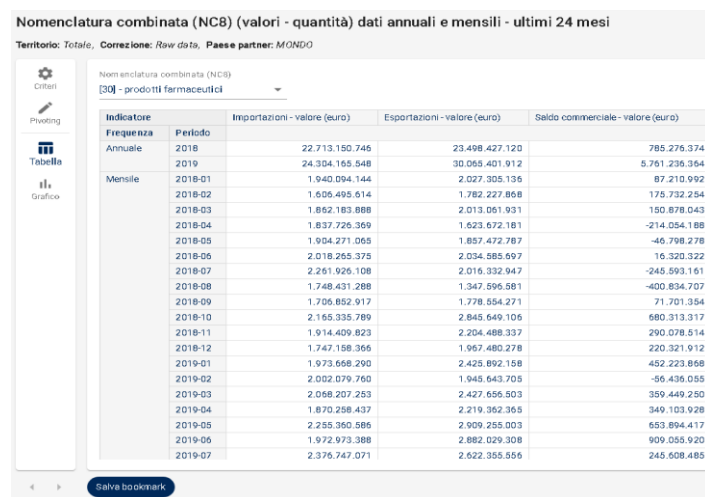 Nomenclatura combinata (NC8) (valori - quantità) dati annuali e mensili - ultimi 24 mesi
Territorio: Totale, Correzione: Raw data, Paese partner: MONDO
Criteri
Pivoting
Tabella
Grafico
Nomenclatura combinata (NC8)
[30] - prodotti farmaceutici
Indicatore Importazioni - valore (euro) Esportazioni - valore (euro) Saldo commerciale - valore (euro)
Frequenza Periodo
Annuale 2018 22.713.150.746 23.498.427.120 785.276.374
2019 24.304.165.548 30.065.401.912 5.761.236.364
Mensile 2018-01 1.940.094.144 2.027.305.136 87.210.992
2018-02 1.606.495.614 1.782.227.868 175.732.254
2018-03 1.862.183.888 2.013.061.931 150.878.043
2018-04 1.837.726.369 1.623.672.181 -214.054.188
2018-05 1.904.271.065 1.857.472.787 -46.798.278
2018-06 2.018.265.375 2.034.585.697 16.320.322
2018-07 2.261.926.108 2.016.332.947 -245.593.161
2018-08 1.748.431.288 1.347.596.581 -400.834.707
2018-09 1.706.852.917 1.778.554.271 71.701.354
2018-10 2.165.335.789 2.845.649.106 680.313.317
2018-11 1.914.409.823 2.204.488.337 290.078.514
2018-12 1.747.158.366 1.967.480.278 220.321.912
2019-01 1.973.668.290 2.425.892.158 452.223.868
2019-02 2.002.079.760 1.945.643.705 -56.436.055
2019-03 2.068.207.253 2.427.656.503 359.449.250
2019-04 1.870.258.437 2.219.362.365 349.103.928
2019-05 2.255.360.586 2.909.255.003 653.894.417
2019-06 1.972.973.388 2.882.029.308 909.055.920
2019-07 2.376.747.071 2.622.355.556 245.608.485
Salva bookmark